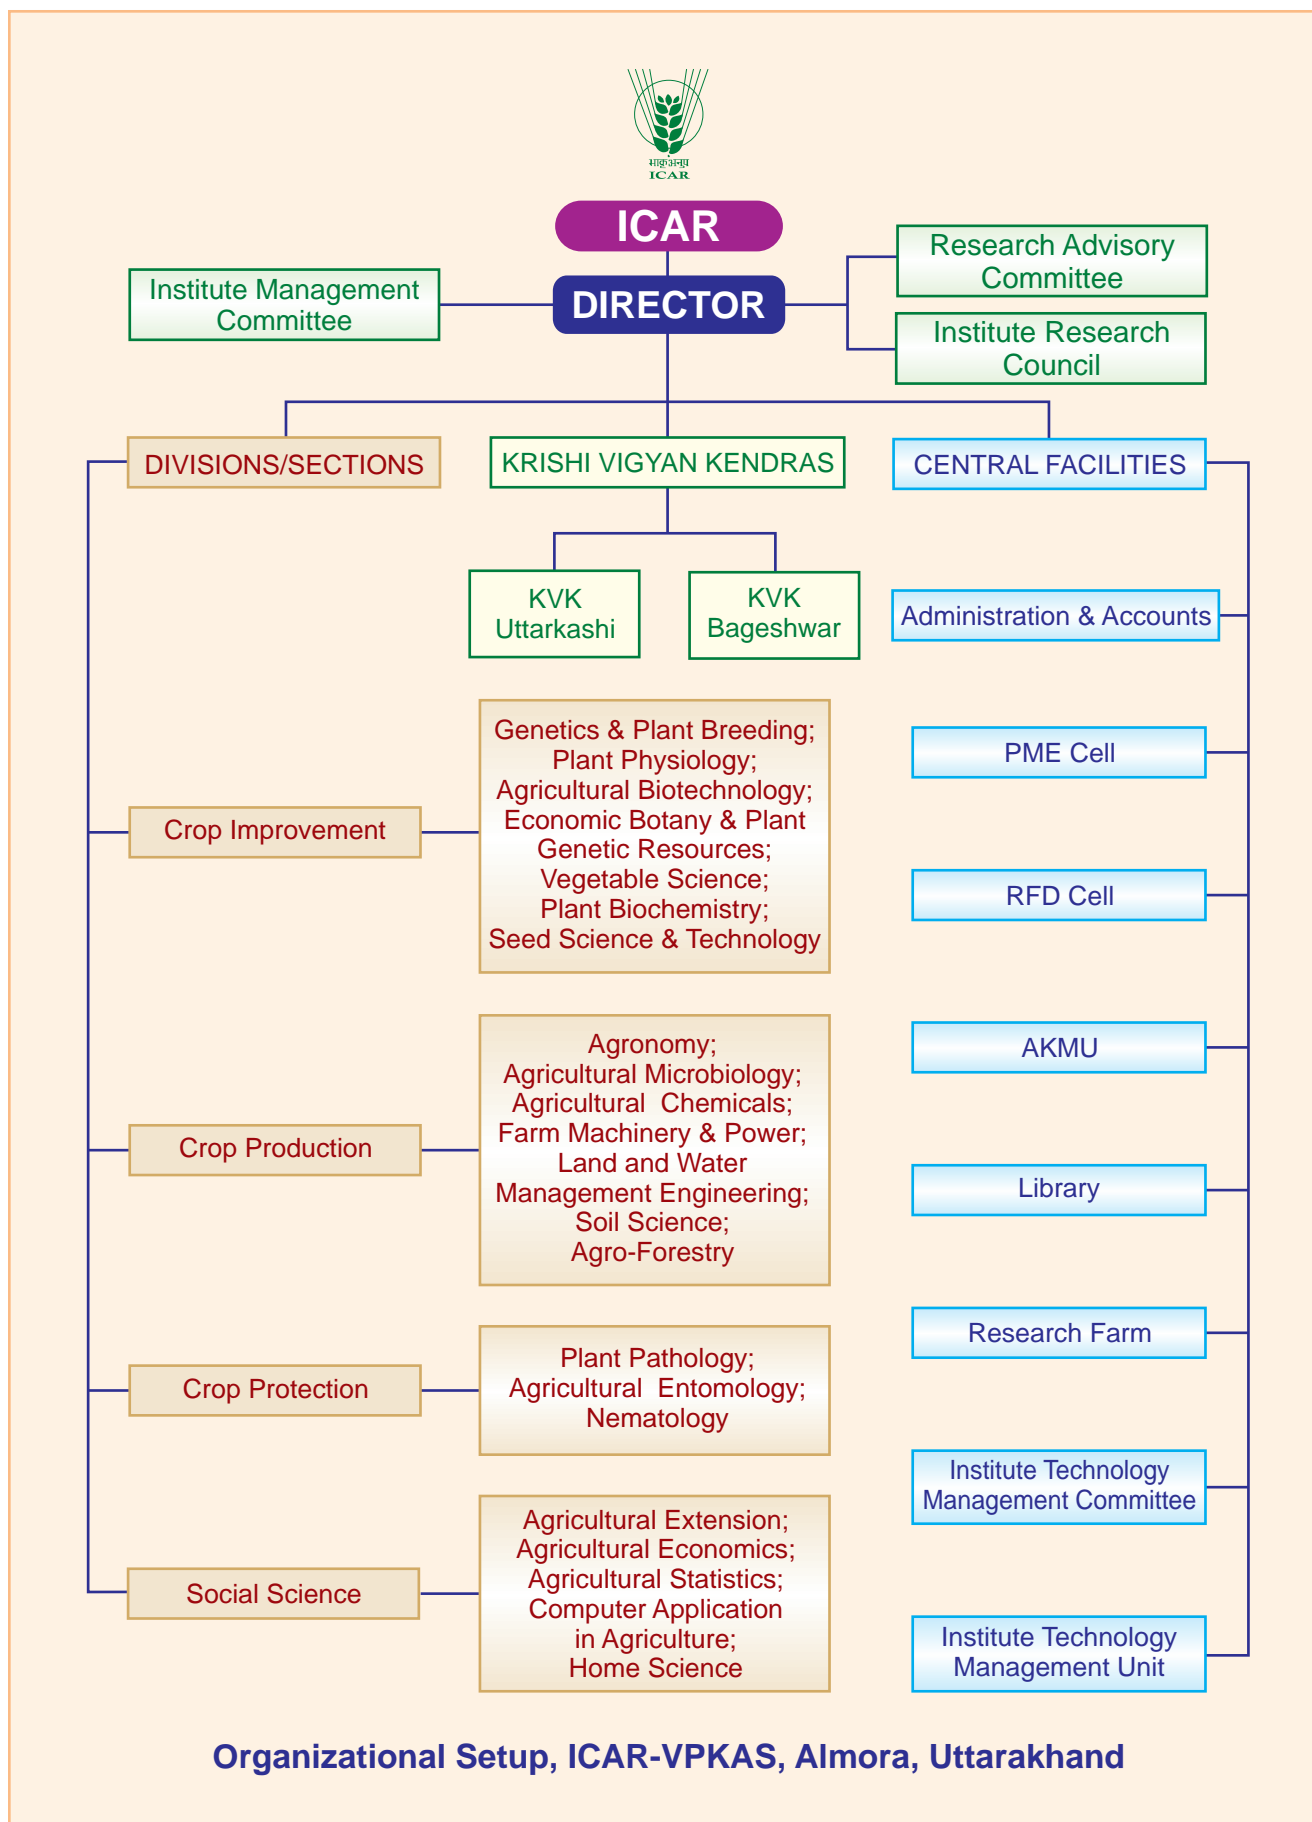 भाकृअनुप
ICAR
ICAR
DIRECTOR
Institute Management
Committee
Research Advisory
Committee
Institute Research
Council
DIVISIONS/SECTIONS
KRISHI VIGYAN KENDRAS
CENTRAL FACILITIES
KVK
Uttarkashi
KVK
Bageshwar
Crop Improvement
Genetics & Plant Breeding;
Plant Physiology;
Agricultural Biotechnology;
Economic Botany & Plant
Genetic Resources;
Vegetable Science;
Plant Biochemistry;
Seed Science & Technology
Crop Production
Agronomy;
Agricultural Microbiology;
Agricultural Chemicals;
Farm Machinery & Power;
Land and Water
Management Engineering;
Soil Science;
Agro-Forestry
Crop Protection
Plant Pathology;
Agricultural Entomology;
Nematology
Social Science
Agricultural Extension;
Agricultural Economics;
Agricultural Statistics;
Computer Application
in Agriculture;
Home Science
Administration & Accounts
PME Cell
RFD Cell
AKMU
Library
Research Farm
Institute Technology
Management Committee
Institute Technology
Management Unit
Organizational Setup, ICAR-VPKAS, Almora, Uttarakhand